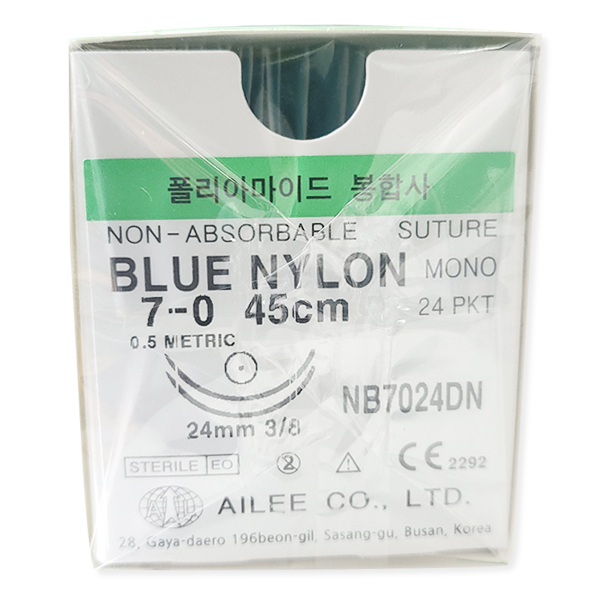 폴리아마이드 봉합사
NON-ABSORBABLE SUTURE
BLUE NYLON MONO
7-0 45cm 24 PKT
0.5 METRIC
NB7024DN
24mm 3/8
STERILE EO 2 CE 2292
AILEE CO., LTD.
28, Gaya-daero 196beon-gil, Sasang-gu, Busan, Korea